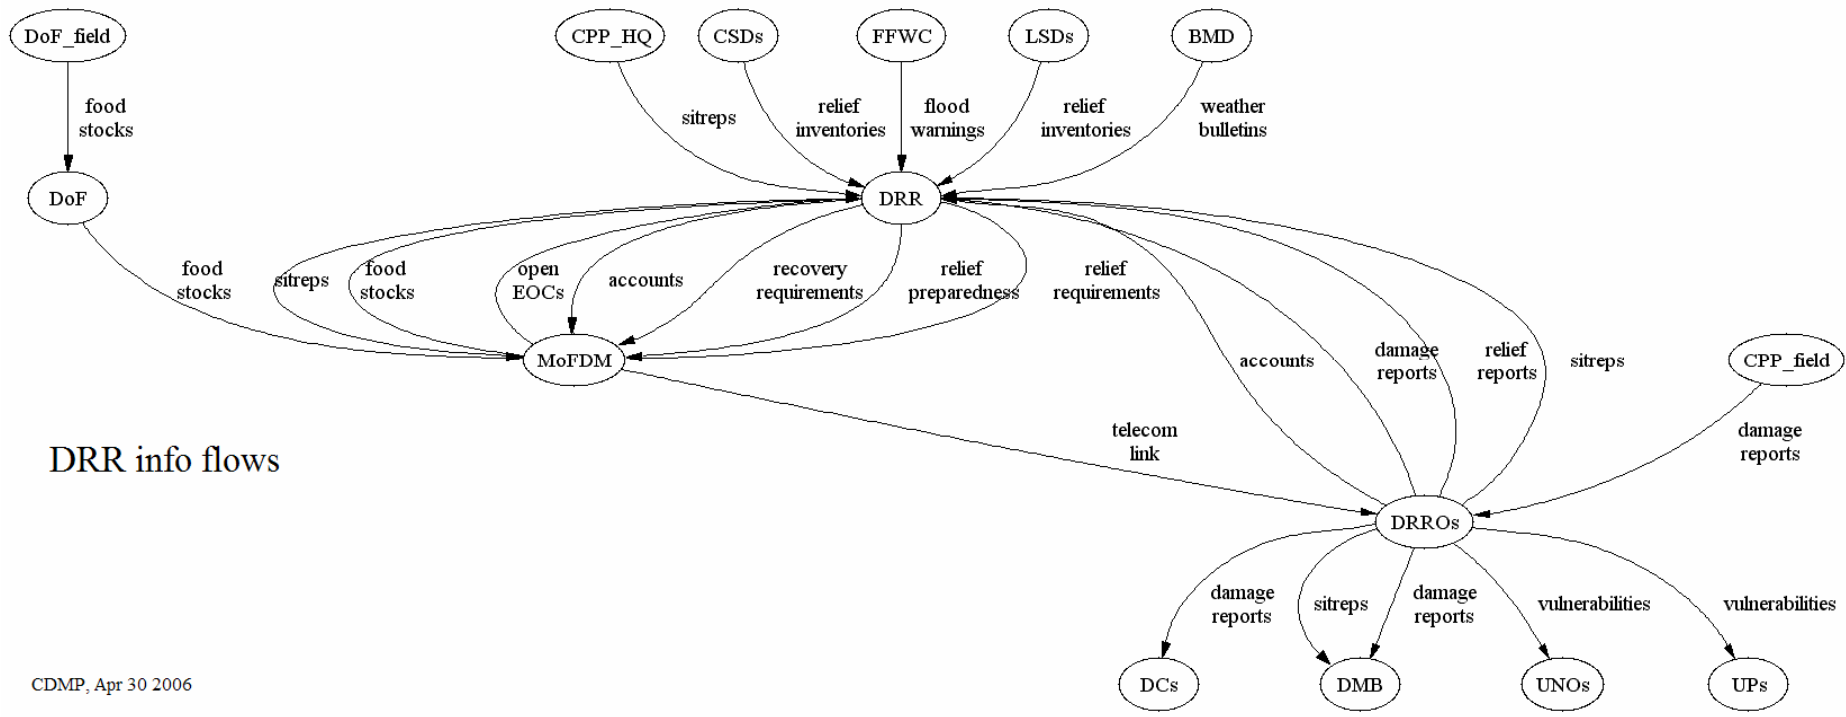 DoF_field
CPP_HQ
CSDs
FFWC
LSDs
BMD
food
stocks
sitreps
relief
inventories
flood
warnings
relief
inventories
weather
bulletins
DoF
DRR
food
stocks
sitreps
food
stocks
open
EOCs
accounts
recovery
requirements
relief
preparedness
relief
requirements
MoFDM
accounts
damage
reports
relief
reports
sitreps
CPP_field
telecom
link
damage
reports
DRR info flows
DRROs
damage
reports
sitreps
damage
reports
vulnerabilities
vulnerabilities
DCs
DMB
UNOs
UPs
CDMP, Apr 30 2006